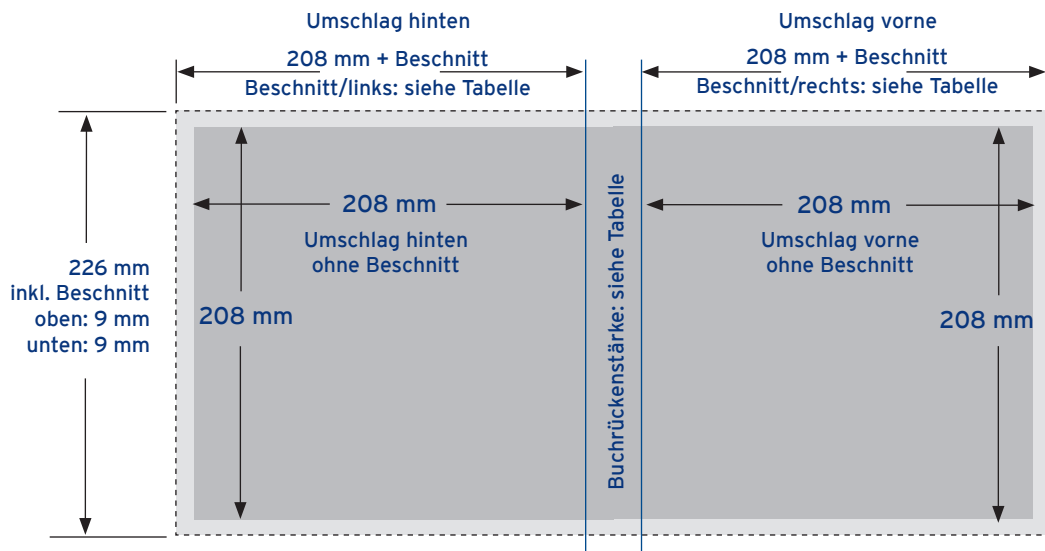 Umschlag hinten
208 mm + Beschnitt
Beschnitt/links: siehe Tabelle
Umschlag vorne
208 mm + Beschnitt
Beschnitt/rechts: siehe Tabelle
226 mm
inkl. Beschnitt
oben: 9 mm
unten: 9 mm
208 mm
Umschlag hinten
ohne Beschnitt
208 mm
Buchrückenstärke: siehe Tabelle
208 mm
Umschlag vorne
ohne Beschnitt
208 mm